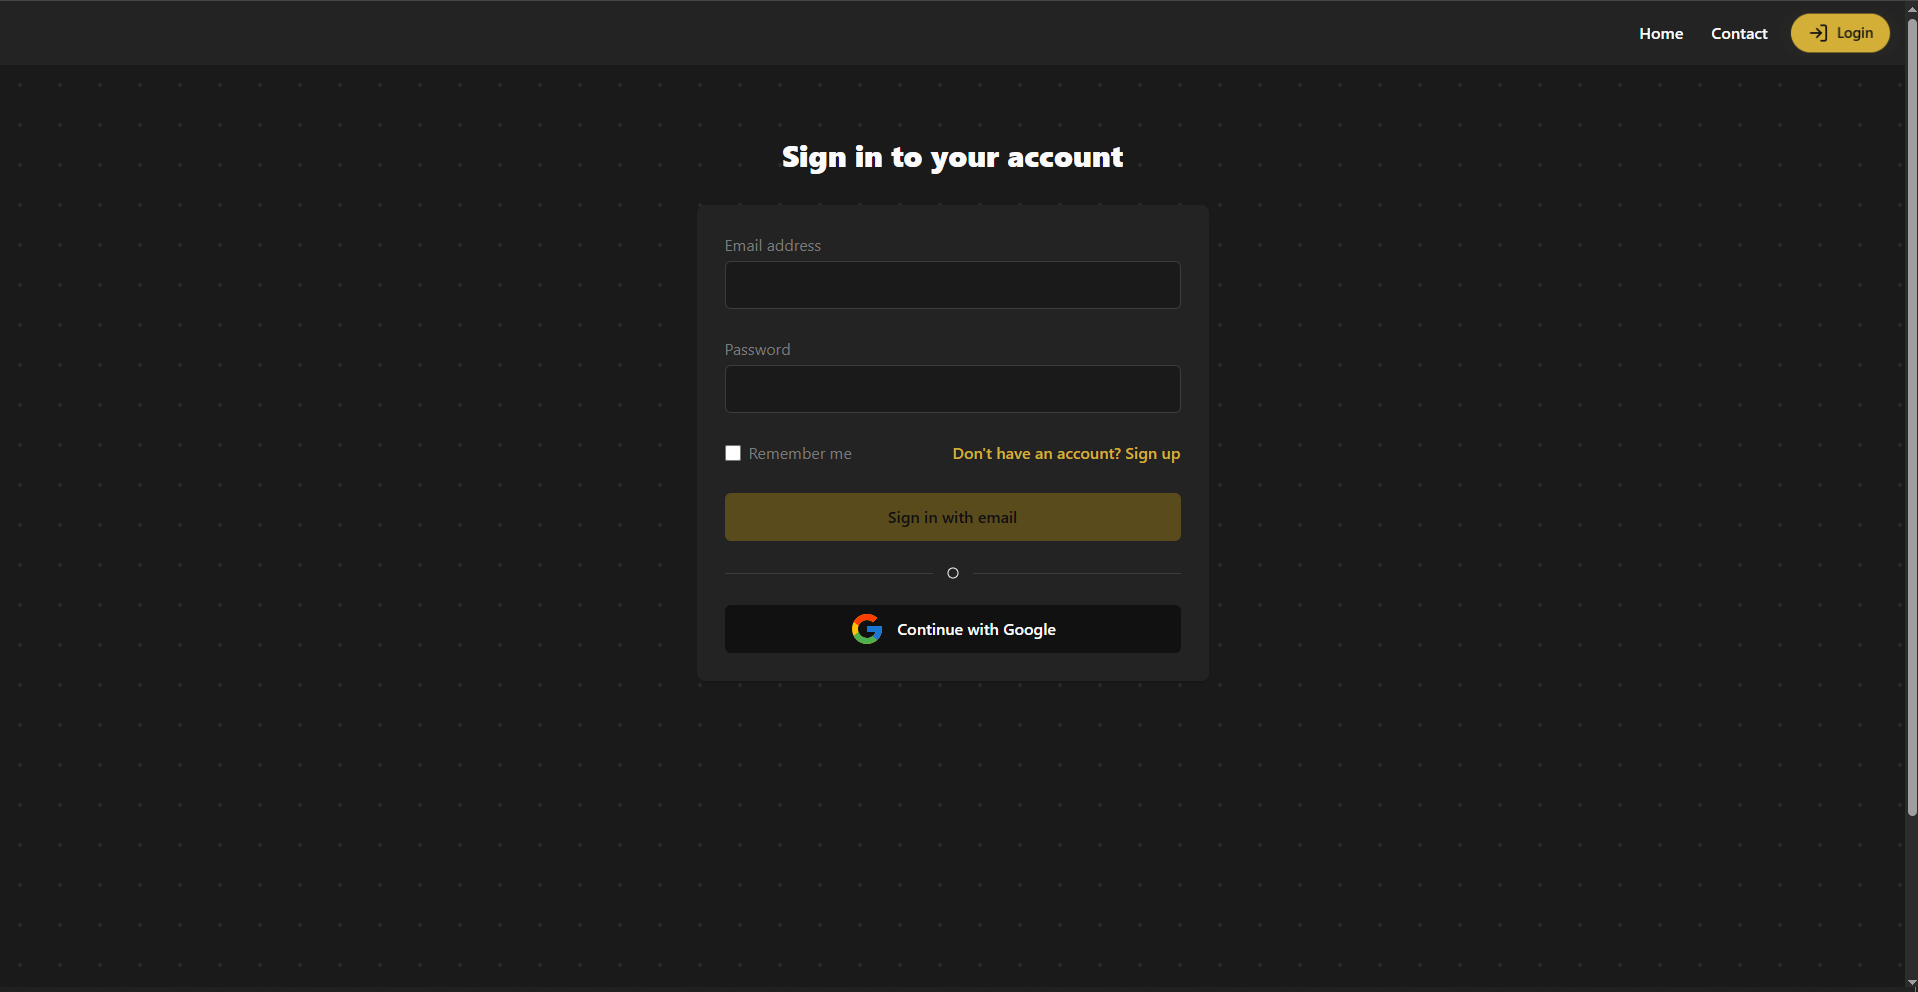 Home
Contact
Login
Sign in to your account
Email address
Password
Remember me
Don't have an account? Sign up
Sign in with email
O
Continue with Google